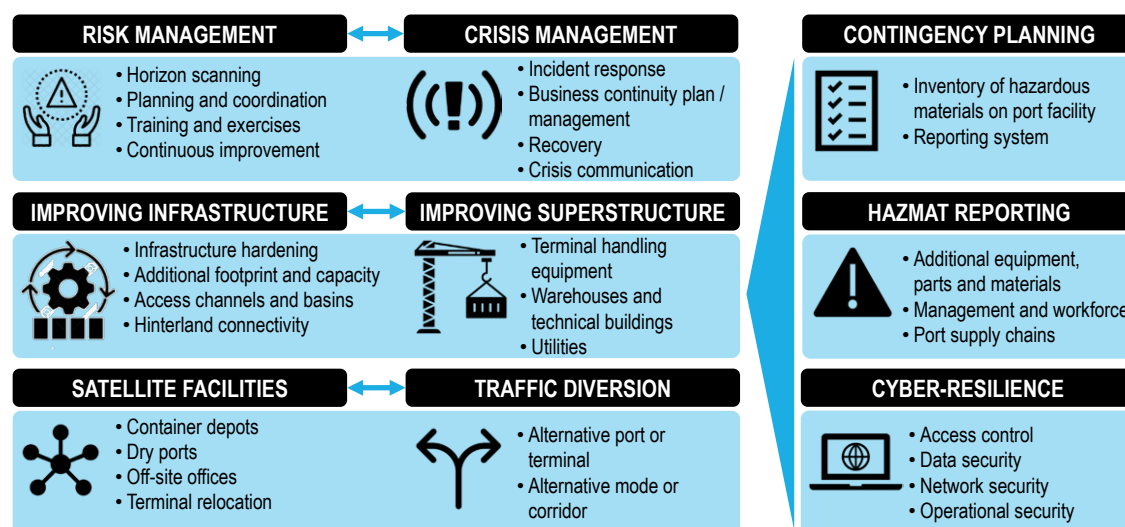 RISK MANAGEMENT
• Horizon scanning
• Planning and coordination
• Training and exercises
• Continuous improvement
CRISIS MANAGEMENT
• Incident response
• Business continuity plan /
management
• Recovery
• Crisis communication
IMPROVING INFRASTRUCTURE
• Infrastructure hardening
• Additional footprint and capacity
• Access channels and basins
• Hinterland connectivity
IMPROVING SUPERSTRUCTURE
• Terminal handling
equipment
• Warehouses and
technical buildings
• Utilities
SATELLITE FACILITIES
• Container depots
• Dry ports
• Off-site offices
• Terminal relocation
TRAFFIC DIVERSION
• Alternative port or
terminal
• Alternative mode or
corridor
CONTINGENCY PLANNING
• Inventory of hazardous
materials on port facility
• Reporting system
HAZMAT REPORTING
• Additional equipment,
parts and materials
• Management and workforce
• Port supply chains
CYBER-RESILIENCE
• Access control
• Data security
• Network security
• Operational security